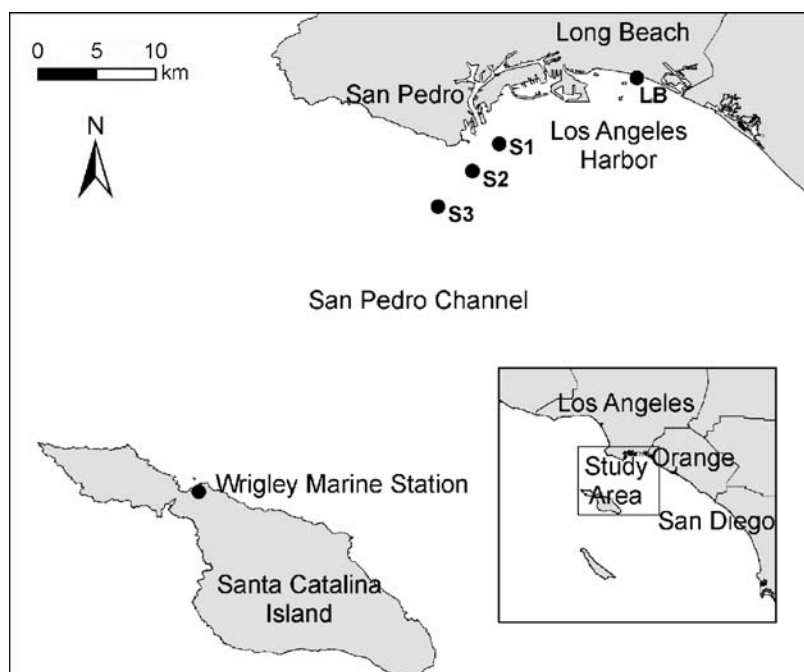 0 5 10
km
N
Long Beach
San Pedro
LB
Los Angeles
Harbor
S1
S2
S3
San Pedro Channel
Wrigley Marine Station
Santa Catalina
Island
Los Angeles
Orange
Study
Area
San Diego